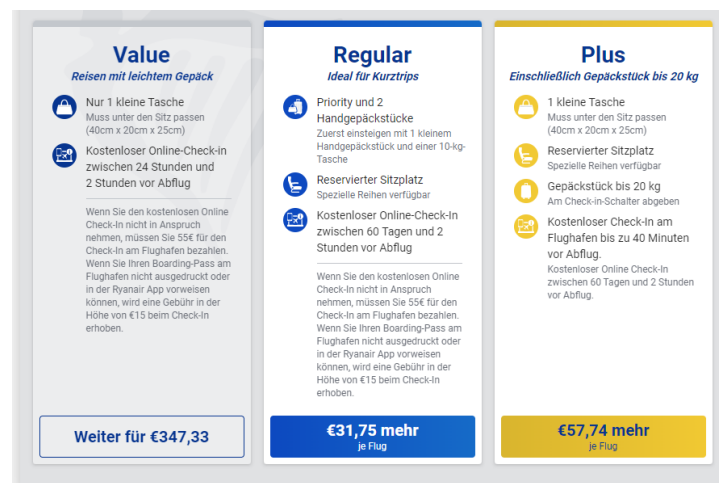 Value
Reisen mit leichtem Gepäck
Nur 1 kleine Tasche
Muss unter den Sitz passen
(40cm x 20cm x 25cm)
Kostenloser Online-Check-in
zwischen 24 Stunden und
2 Stunden vor Abflug
Wenn Sie den kostenlosen Online
Check-In nicht in Anspruch
nehmen, müssen Sie 55€ für den
Check-In am Flughafen bezahlen.
Wenn Sie Ihren Boarding-Pass am
Flughafen nicht ausgedruckt oder
in der Ryanair App vorweisen
können, wird eine Gebühr in der
Höhe von €15 beim Check-In
erhoben.
Weiter für €347,33
Regular
Ideal für Kurztrips
Priority und 2
Handgepäckstücke
Zuerst einsteigen mit 1 kleinem
Handgepäckstück und einer 10-kg-
Tasche
Reservierter Sitzplatz
Spezielle Reihen verfügbar
Kostenloser Online-Check-In
zwischen 60 Tagen und 2
Stunden vor Abflug
Wenn Sie den kostenlosen Online
Check-In nicht in Anspruch
nehmen, müssen Sie 55€ für den
Check-In am Flughafen bezahlen.
Wenn Sie Ihren Boarding-Pass am
Flughafen nicht ausgedruckt oder
in der Ryanair App vorweisen
können, wird eine Gebühr in der
Höhe von €15 beim Check-In
erhoben.
€31,75 mehr
je Flug
Plus
Einschließlich Gepäckstück bis 20 kg
1 kleine Tasche
Muss unter den Sitz passen
(40cm x 20cm x 25cm)
Reservierter Sitzplatz
Spezielle Reihen verfügbar
Gepäckstück bis 20 kg
Am Check-in-Schalter abgeben
Kostenloser Check-In am
Flughafen bis zu 40 Minuten
vor Abflug.
Kostenloser Online Check-In
zwischen 60 Tagen und 2 Stunden
vor Abflug.
€57,74 mehr
je Flug